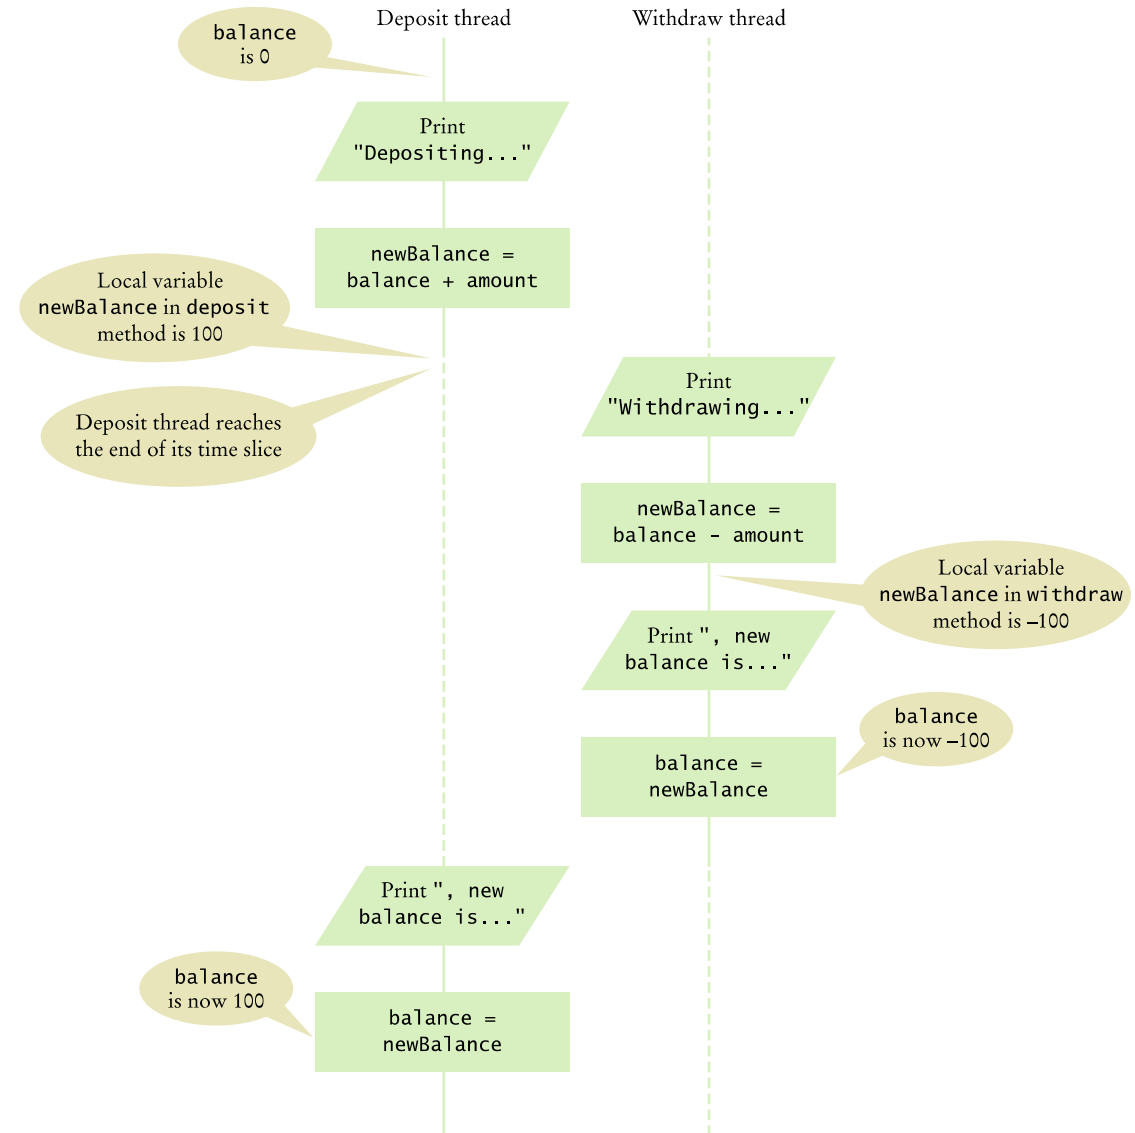 Deposit thread
Withdraw thread
balance
is 0
Print
"Depositing..."
newBalance =
balance + amount
Local variable
newBalance in deposit
method is 100
Print
"Withdrawing..."
Deposit thread reaches
the end of its time slice
newBalance =
balance - amount
Local variable
newBalance in withdraw
method is –100
Print ", new
balance is..."
balance
is now –100
balance =
newBalance
Print ", new
balance is..."
balance
is now 100
balance =
newBalance